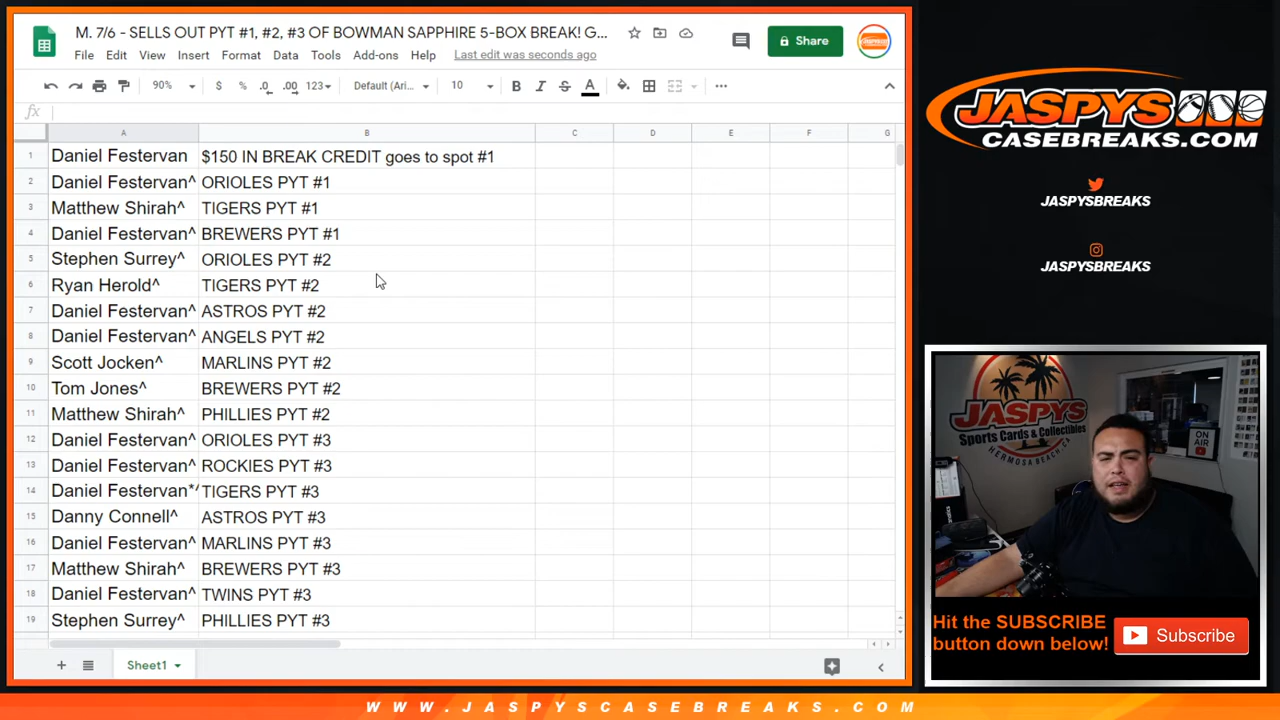 M. 7/6 - SELLS OUT PYT #1, #2, #3 OF BOWMAN SAPPHIRE 5-BOX BREAK! G...
File Edit View Insert Format Data Tools Add-ons Help Last edit was seconds ago
Share
90% $ % .0 .00 123 Default (Ari... 10 B I S A
fx
A B C D E F G
1 Daniel Festervan $150 IN BREAK CREDIT goes to spot #1
2 Daniel Festervan^ ORIOLES PYT #1
3 Matthew Shirah^ TIGERS PYT #1
4 Daniel Festervan^ BREWERS PYT #1
5 Stephen Surrey^ ORIOLES PYT #2
6 Ryan Herold^ TIGERS PYT #2
7 Daniel Festervan^ ASTROS PYT #2
8 Daniel Festervan^ ANGELS PYT #2
9 Scott Jocken^ MARLINS PYT #2
10 Tom Jones^ BREWERS PYT #2
11 Matthew Shirah^ PHILLIES PYT #2
12 Daniel Festervan^ ORIOLES PYT #3
13 Daniel Festervan^ ROCKIES PYT #3
14 Daniel Festervan*^ TIGERS PYT #3
15 Danny Connell^ ASTROS PYT #3
16 Daniel Festervan^ MARLINS PYT #3
17 Matthew Shirah^ BREWERS PYT #3
18 Daniel Festervan^ TWINS PYT #3
19 Stephen Surrey^ PHILLIES PYT #3
Sheet1
JASPYS
CASEBREAKS.COM
JASPYSBREAKS
JASPYSBREAKS
JASPYS
Sports Cards & Collectibles
HERMOSA BEACH, CA
ON AIR
Hit the SUBSCRIBE
button down below!
Subscribe
WWW.JASPYSCASEBREAKS.COM